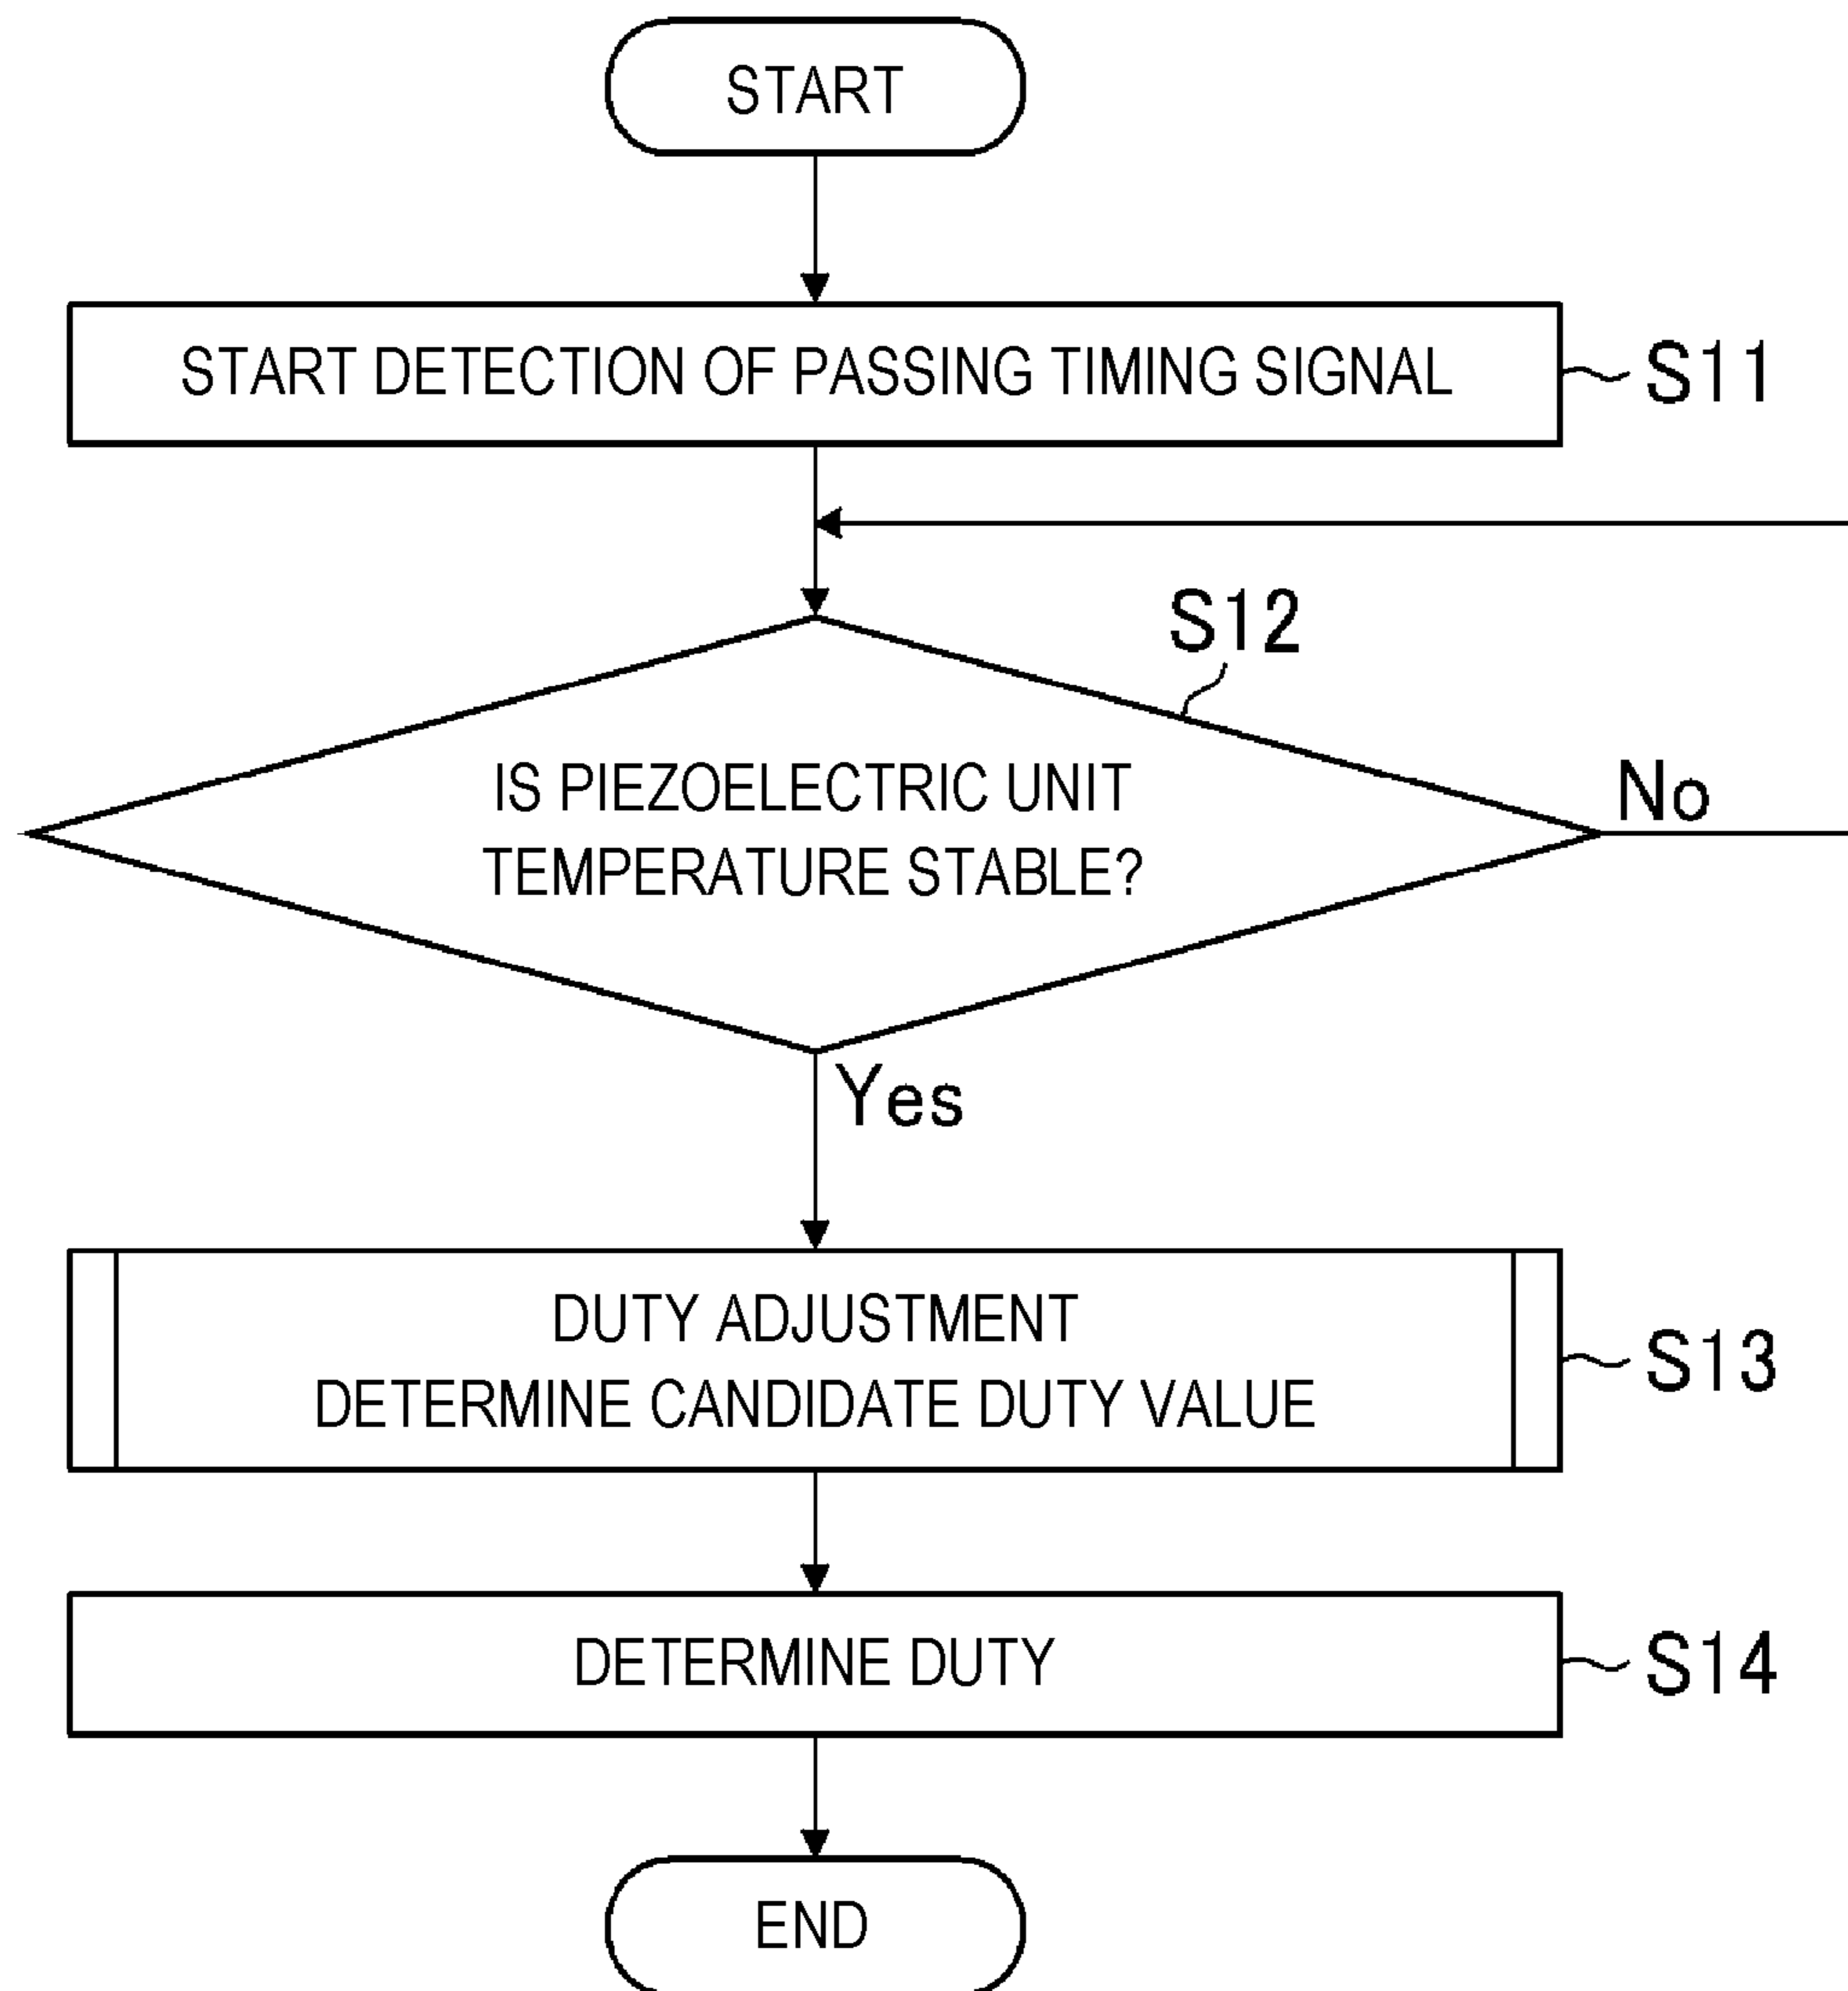 START
START DETECTION OF PASSING TIMING SIGNAL
S11
S12
IS PIEZOELECTRIC UNIT
TEMPERATURE STABLE?
No
Yes
DUTY ADJUSTMENT
DETERMINE CANDIDATE DUTY VALUE
S13
DETERMINE DUTY
S14
END